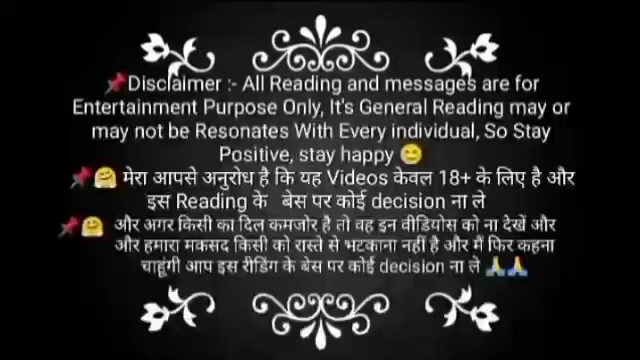 📌Disclaimer :- All Reading and messages are for
Entertainment Purpose Only, It's General Reading may or
may not be Resonates With Every individual, So Stay
Positive, stay happy 😊
📌🤗 मेरा आपसे अनुरोध है कि यह Videos केवल 18+ के लिए है और
इस Reading के बेस पर कोई decision ना ले
📌🤗 और अगर किसी का दिल कमजोर है तो वह इन वीडियोस को ना देखें और
और हमारा मकसद किसी को रास्ते से भटकाना नहीं है और मैं फिर कहना
चाहूंगी आप इस रीडिंग के बेस पर कोई decision ना ले 🙏🙏